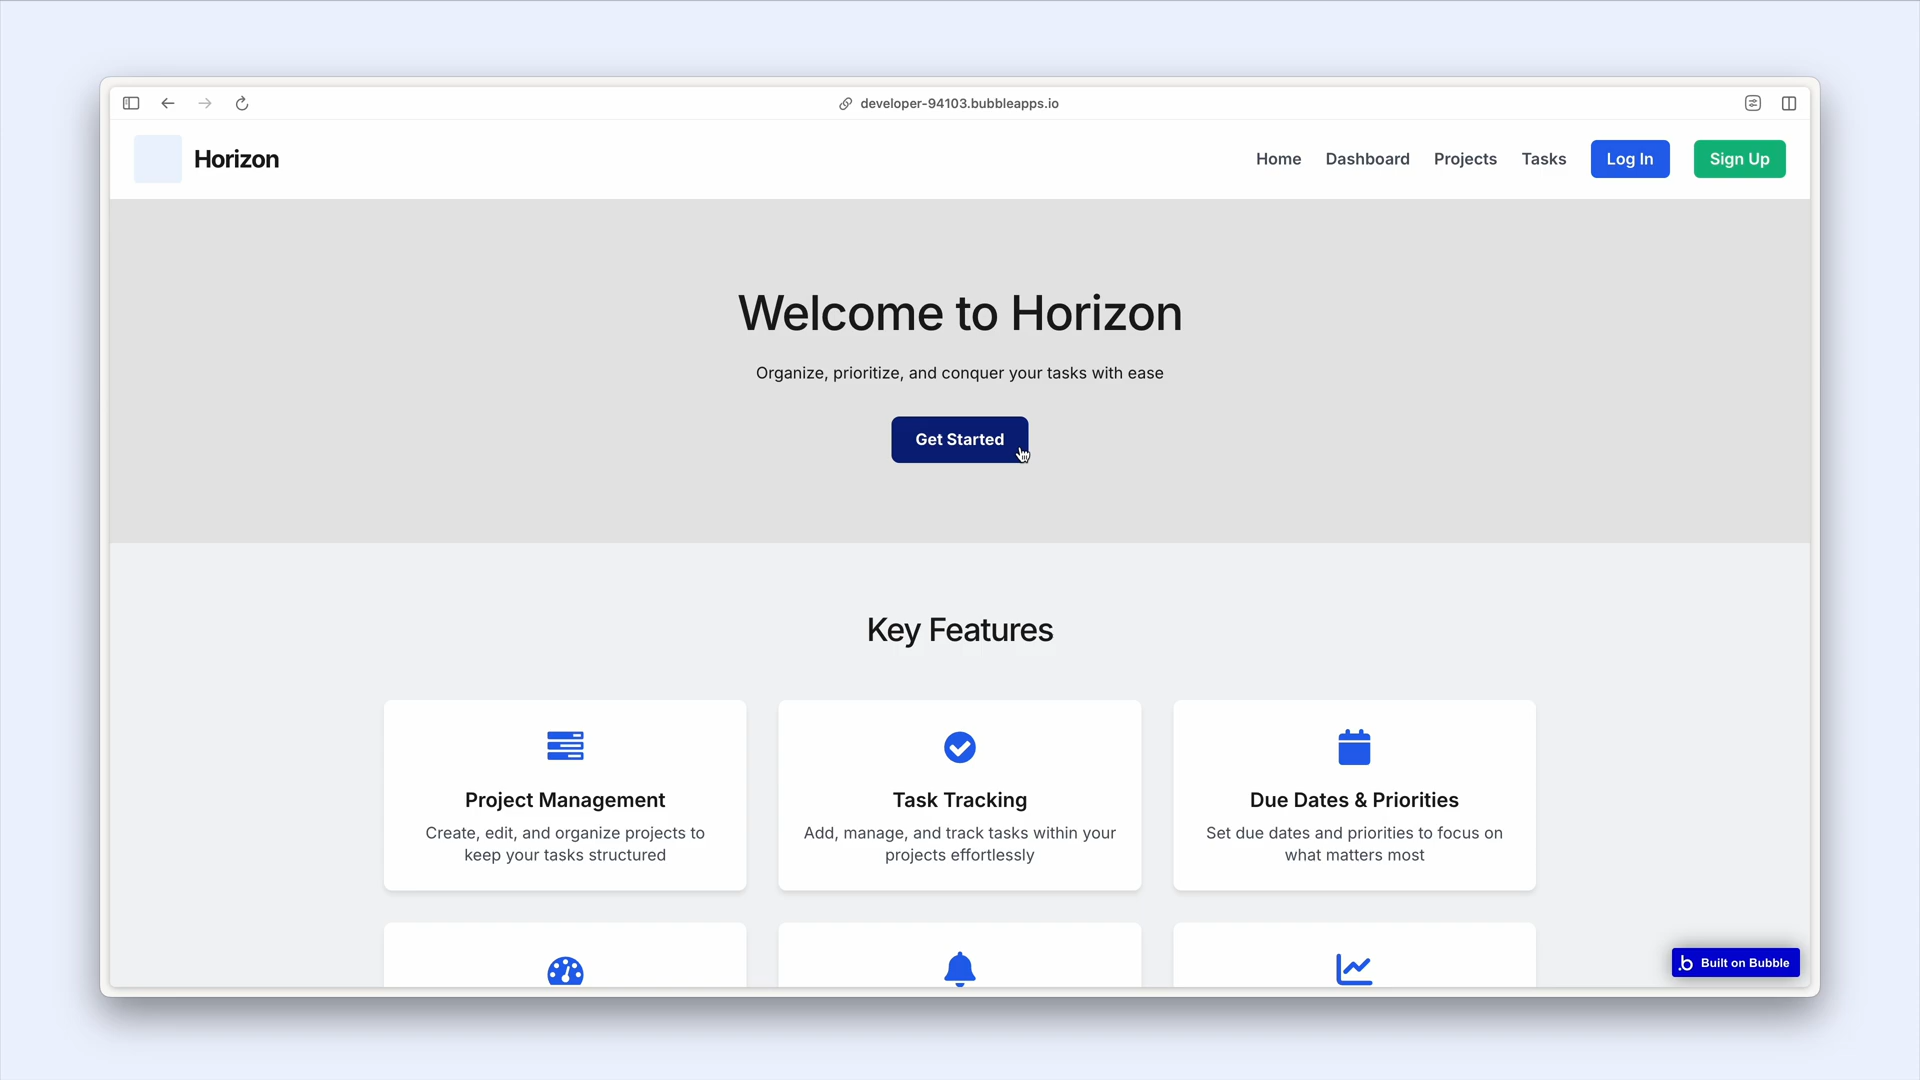 developer-94103.bubbleapps.io
Horizon
Home Dashboard Projects Tasks Log In Sign Up
Welcome to Horizon
Organize, prioritize, and conquer your tasks with ease
Get Started
Key Features
Project Management
Create, edit, and organize projects to
keep your tasks structured
Task Tracking
Add, manage, and track tasks within your
projects effortlessly
Due Dates & Priorities
Set due dates and priorities to focus on
what matters most
Built on Bubble